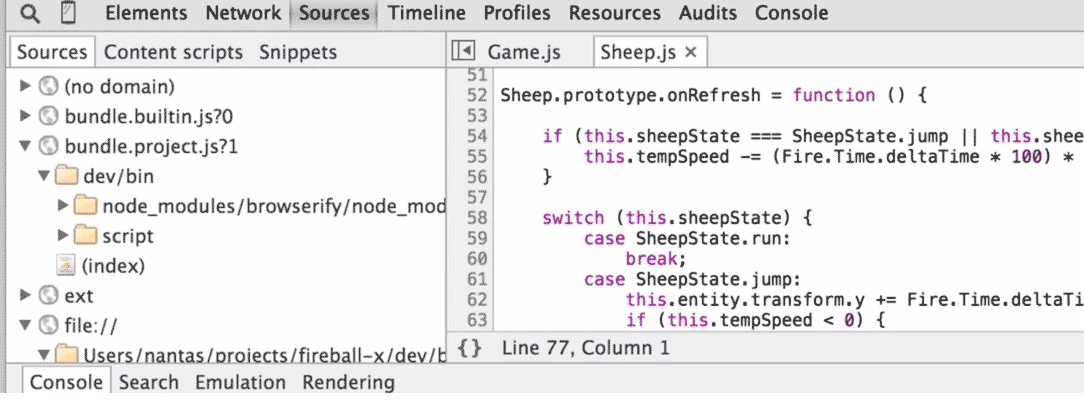 Elements Network Sources Timeline Profiles Resources Audits Console
Sources Content scripts Snippets
(no domain)
bundle.builtin.js?0
bundle.project.js?1
dev/bin
node_modules/browserify/node_mod
script
(index)
ext
file://
Users/nantas/projects/fireball-x/dev/b
Game.js Sheep.js ×
51
52 Sheep.prototype.onRefresh = function () {
53
54 if (this.sheepState === SheepState.jump || this.shee
55 this.tempSpeed -= (Fire.Time.deltaTime * 100) *
56 }
57
58 switch (this.sheepState) {
59 case SheepState.run:
60 break;
61 case SheepState.jump:
62 this.entity.transform.y += Fire.Time.deltaTi
63 if (this.tempSpeed < 0) {
{} Line 77, Column 1
Console Search Emulation Rendering